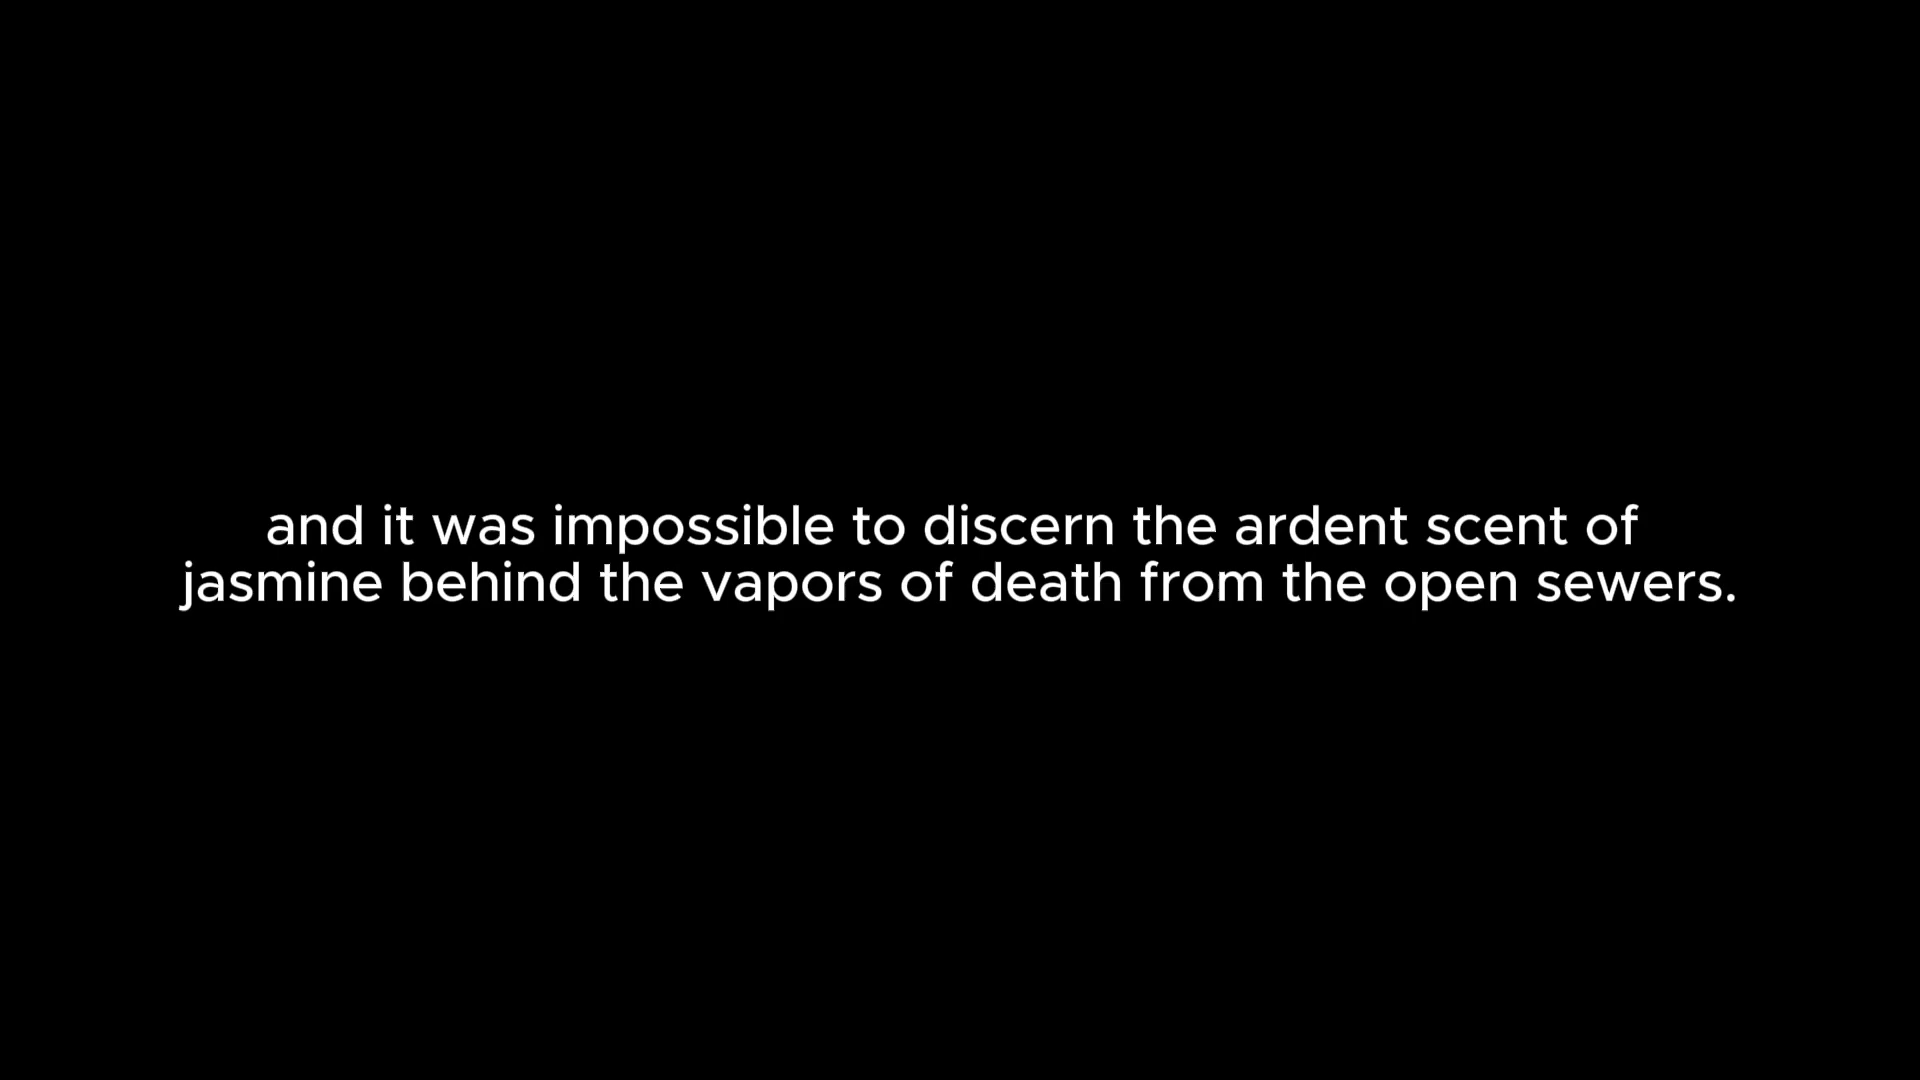 and it was impossible to discern the ardent scent of
jasmine behind the vapors of death from the open sewers.